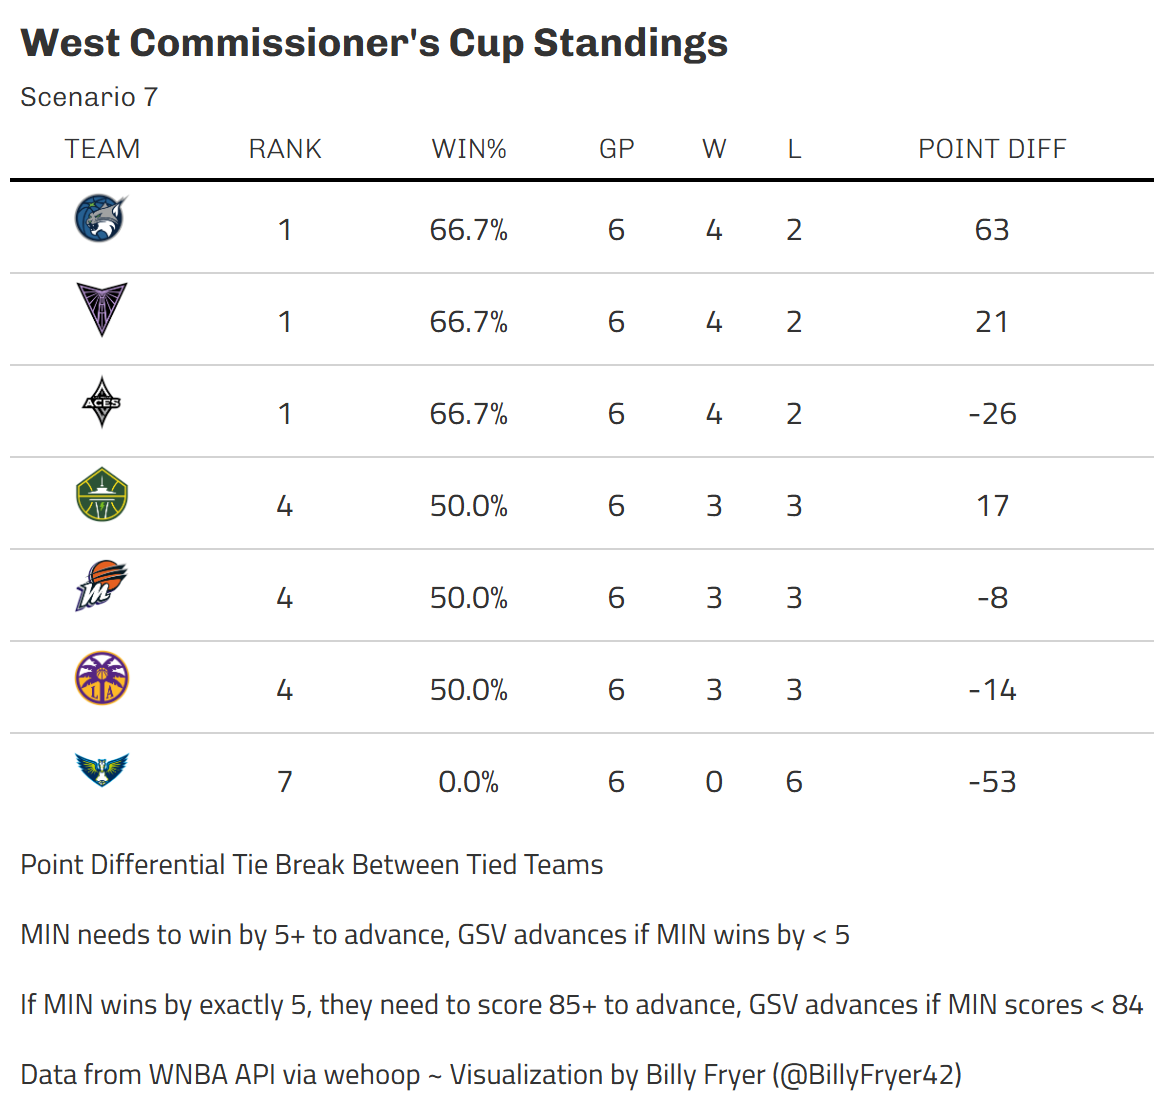 West Commissioner's Cup Standings
Scenario 7
TEAM RANK WIN% GP W L POINT DIFF
1 66.7% 6 4 2 63
1 66.7% 6 4 2 21
ACES 1 66.7% 6 4 2 -26
4 50.0% 6 3 3 17
M 4 50.0% 6 3 3 -8
LA 4 50.0% 6 3 3 -14
7 0.0% 6 0 6 -53
Point Differential Tie Break Between Tied Teams
MIN needs to win by 5+ to advance, GSV advances if MIN wins by < 5
If MIN wins by exactly 5, they need to score 85+ to advance, GSV advances if MIN scores < 84
Data from WNBA API via wehoop ~ Visualization by Billy Fryer (@BillyFryer42)